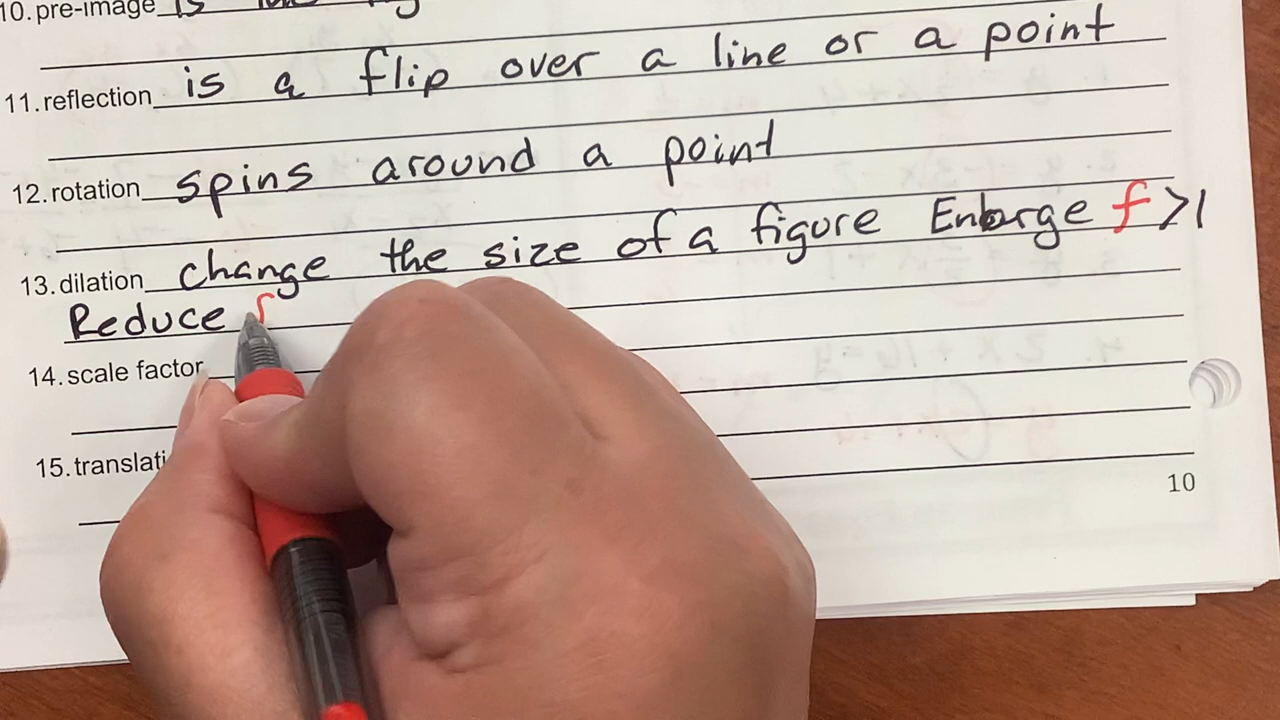 10. pre-image is
11. reflection is a flip over a line or a point
12. rotation spins around a point
13. dilation change the size of a figure Enlarge f >1
Reduce f
14. scale factor
15. translati
10